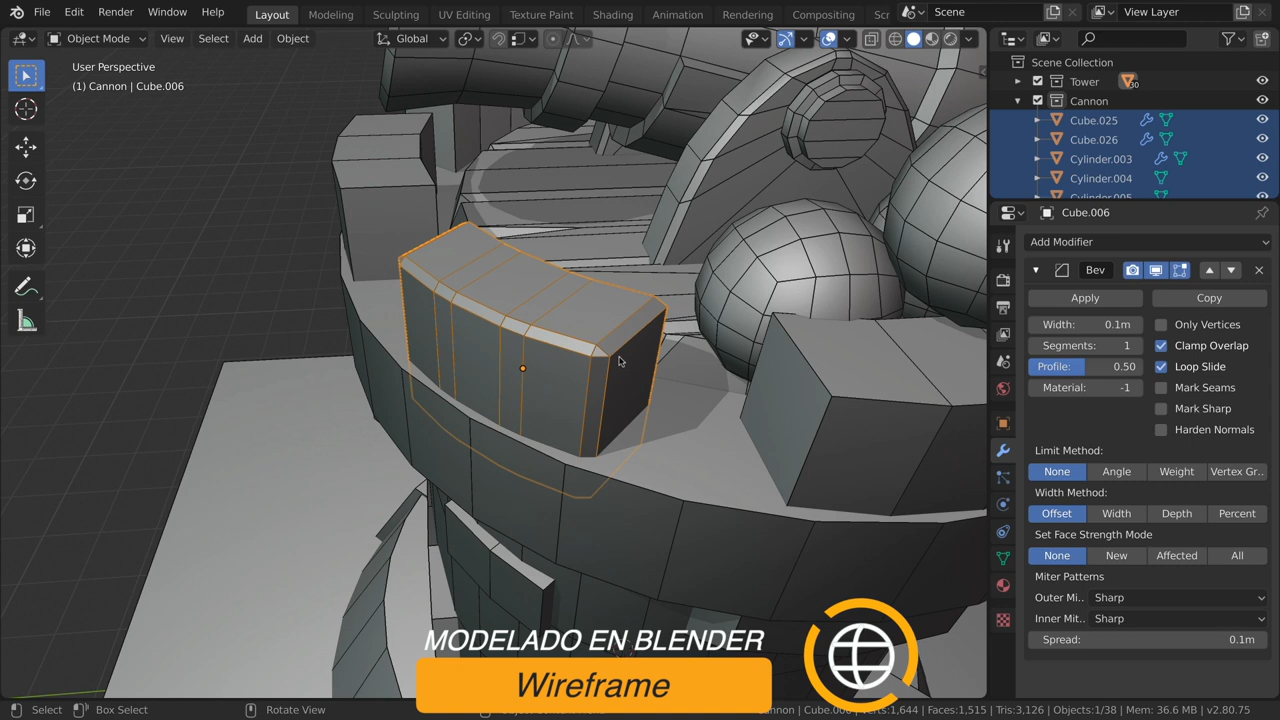 File Edit Render Window Help Layout Modeling Sculpting UV Editing Texture Paint Shading Animation Rendering Compositing Scr Scene View Layer
Object Mode View Select Add Object Global
User Perspective
(1) Cannon | Cube.006
Scene Collection
Tower 30
Cannon
Cube.025
Cube.026
Cylinder.003
Cylinder.004
Cylinder.005
Cube.006
Add Modifier
Bev
Apply Copy
Width: 0.1m Only Vertices
Segments: 1 Clamp Overlap
Profile: 0.50 Loop Slide
Material: -1 Mark Seams
Mark Sharp
Harden Normals
Limit Method:
None Angle Weight Vertex Gr..
Width Method:
Offset Width Depth Percent
Set Face Strength Mode
None New Affected All
Miter Patterns
Outer Mi.. Sharp
Inner Mit.. Sharp
Spread: 0.1m
MODELADO EN BLENDER
Wireframe
Select Box Select Rotate View Cannon | Cube.006 | Verts:1,644 | Faces:1,515 | Tris:3,126 | Objects:1/38 | Mem: 36.6 MB | v2.80.75